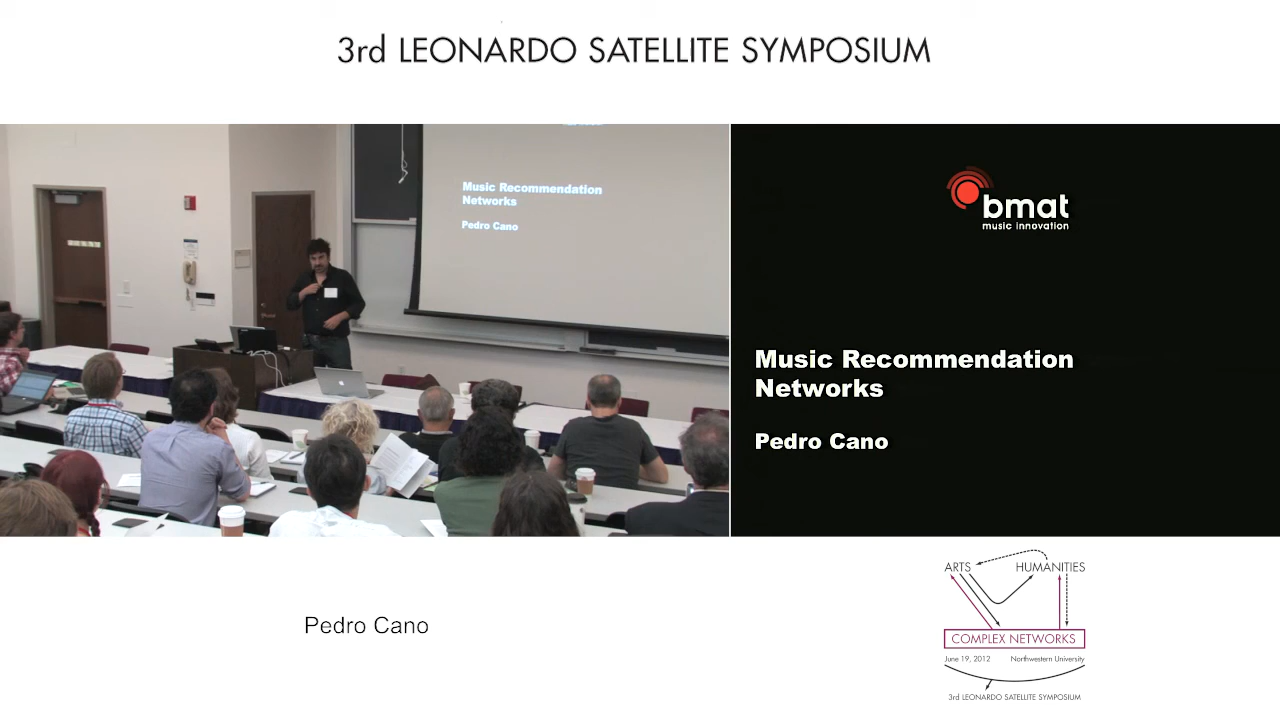 3rd LEONARDO SATELLITE SYMPOSIUM
Music Recommendation
Networks
Pedro Cano
bmat
music innovation
Music Recommendation
Networks
Pedro Cano
Pedro Cano
ARTS
HUMANITIES
COMPLEX NETWORKS
June 19, 2012
Northwestern University
3rd LEONARDO SATELLITE SYMPOSIUM